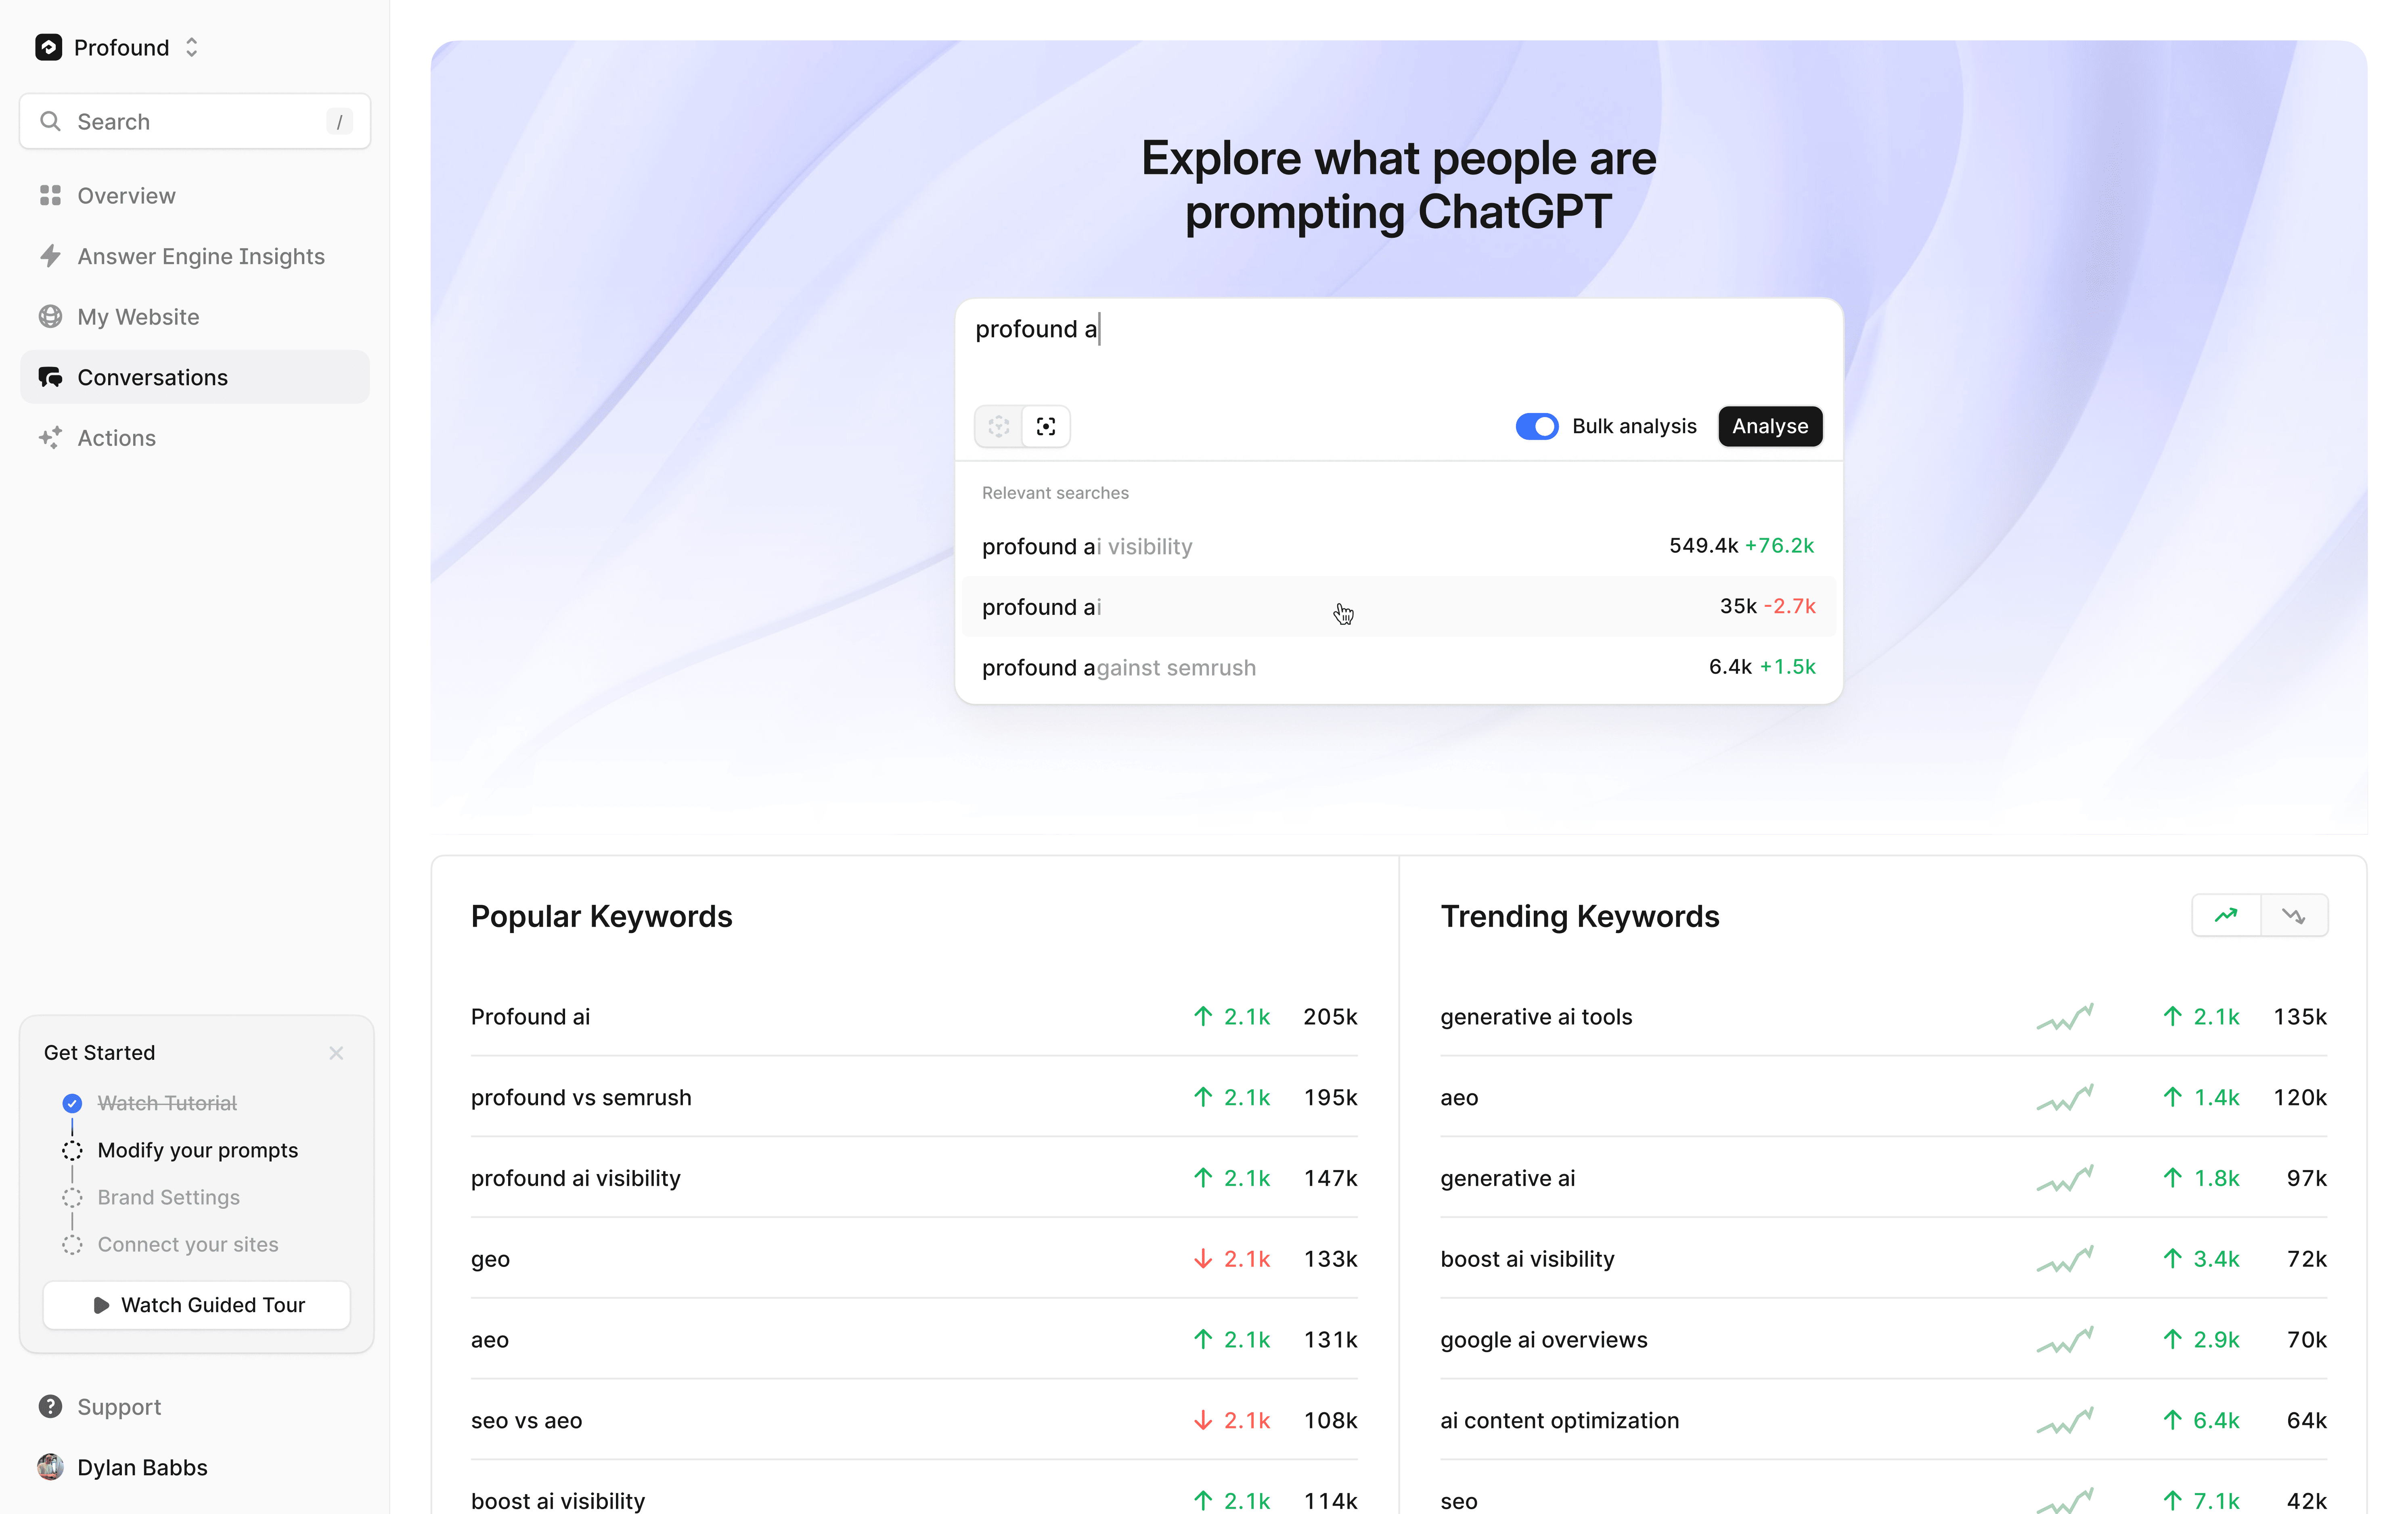 Profound
Search /
Overview
Answer Engine Insights
My Website
Conversations
Actions
Get Started
Watch Tutorial
Modify your prompts
Brand Settings
Connect your sites
Watch Guided Tour
Support
Dylan Babbs
Explore what people are
prompting ChatGPT
profound a
Bulk analysis Analyse
Relevant searches
profound ai visibility 549.4k +76.2k
profound ai 35k -2.7k
profound against semrush 6.4k +1.5k
Popular Keywords
Profound ai 2.1k 205k
profound vs semrush 2.1k 195k
profound ai visibility 2.1k 147k
geo 2.1k 133k
aeo 2.1k 131k
seo vs aeo 2.1k 108k
boost ai visibility 2.1k 114k
Trending Keywords
generative ai tools 2.1k 135k
aeo 1.4k 120k
generative ai 1.8k 97k
boost ai visibility 3.4k 72k
google ai overviews 2.9k 70k
ai content optimization 6.4k 64k
seo 7.1k 42k